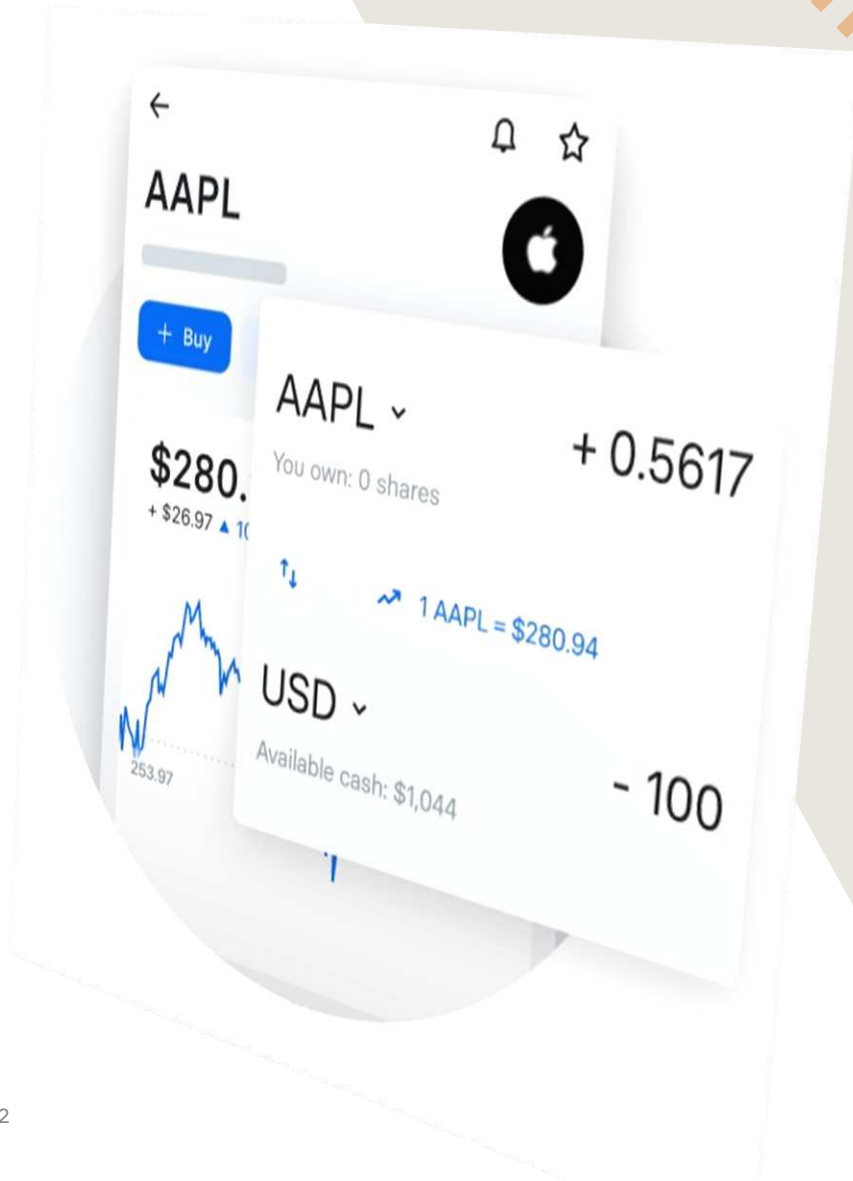 AAPL
+ Buy
$280.
+ $26.97 ▲ 10
253.97
AAPL
+ 0.5617
You own: 0 shares
1 AAPL = $280.94
USD
- 100
Available cash: $1,044
2